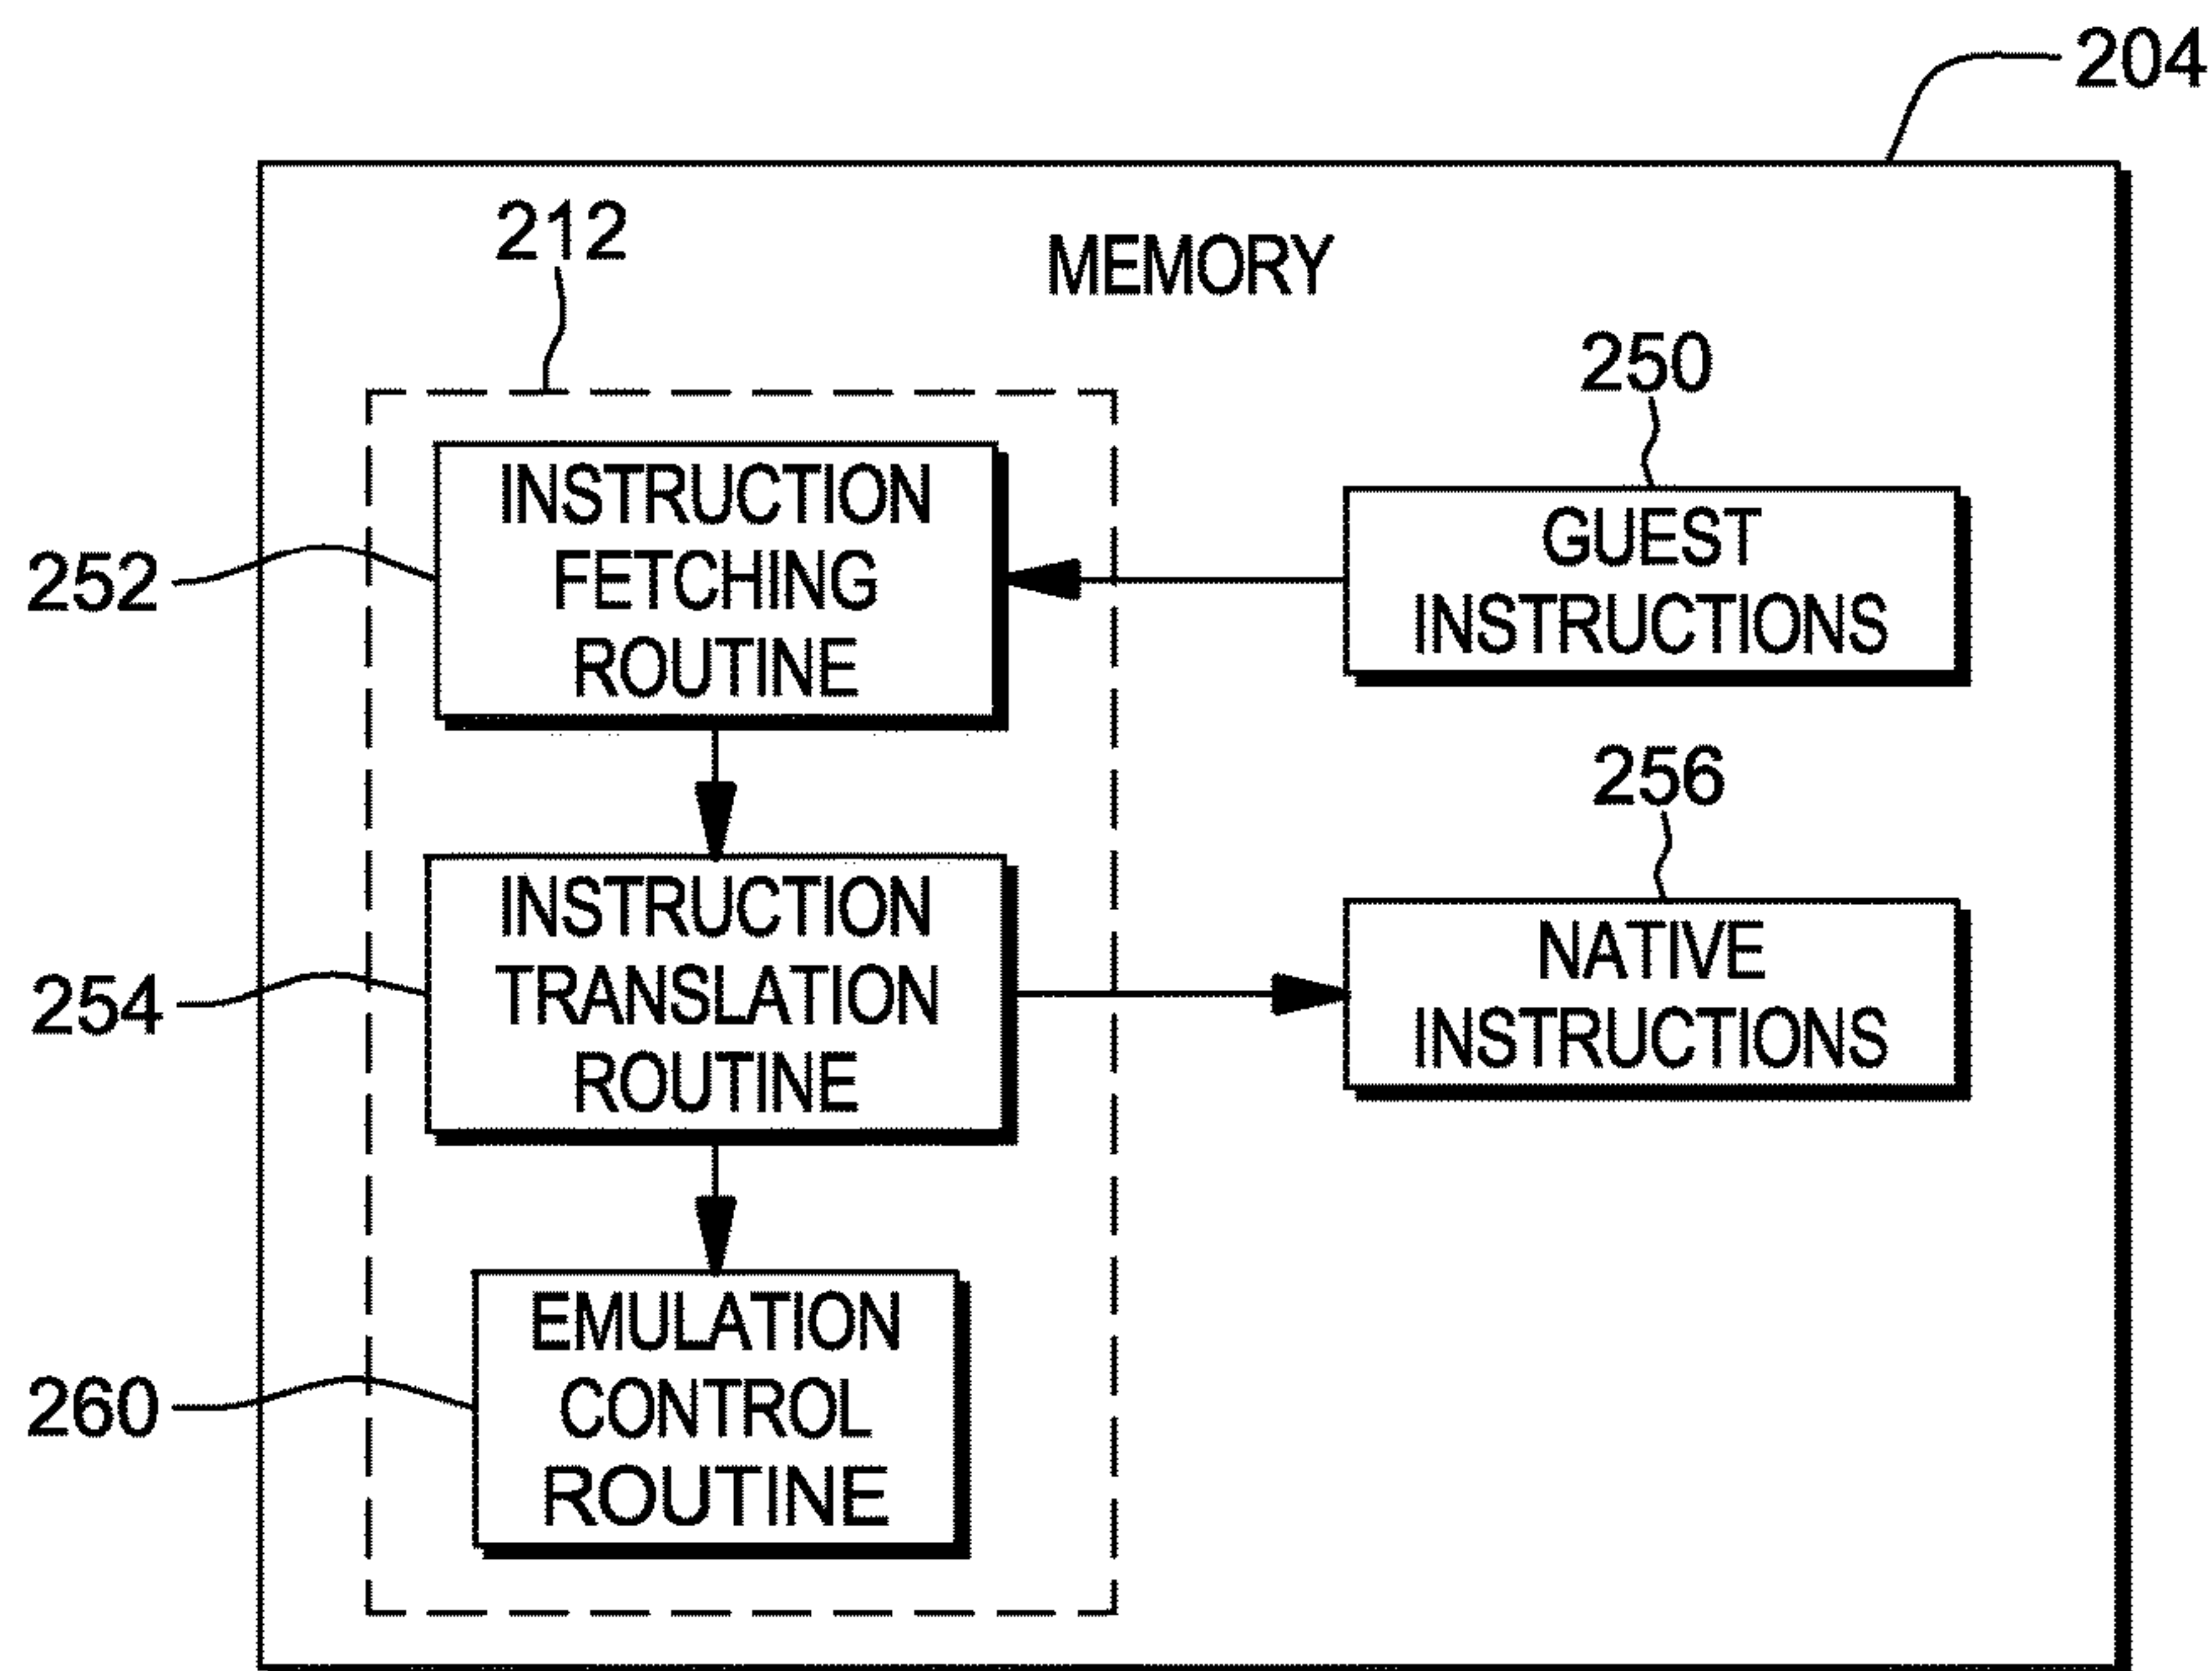 204
212
MEMORY
250
252
INSTRUCTION
FETCHING
ROUTINE
GUEST
INSTRUCTIONS
256
254
INSTRUCTION
TRANSLATION
ROUTINE
NATIVE
INSTRUCTIONS
260
EMULATION
CONTROL
ROUTINE